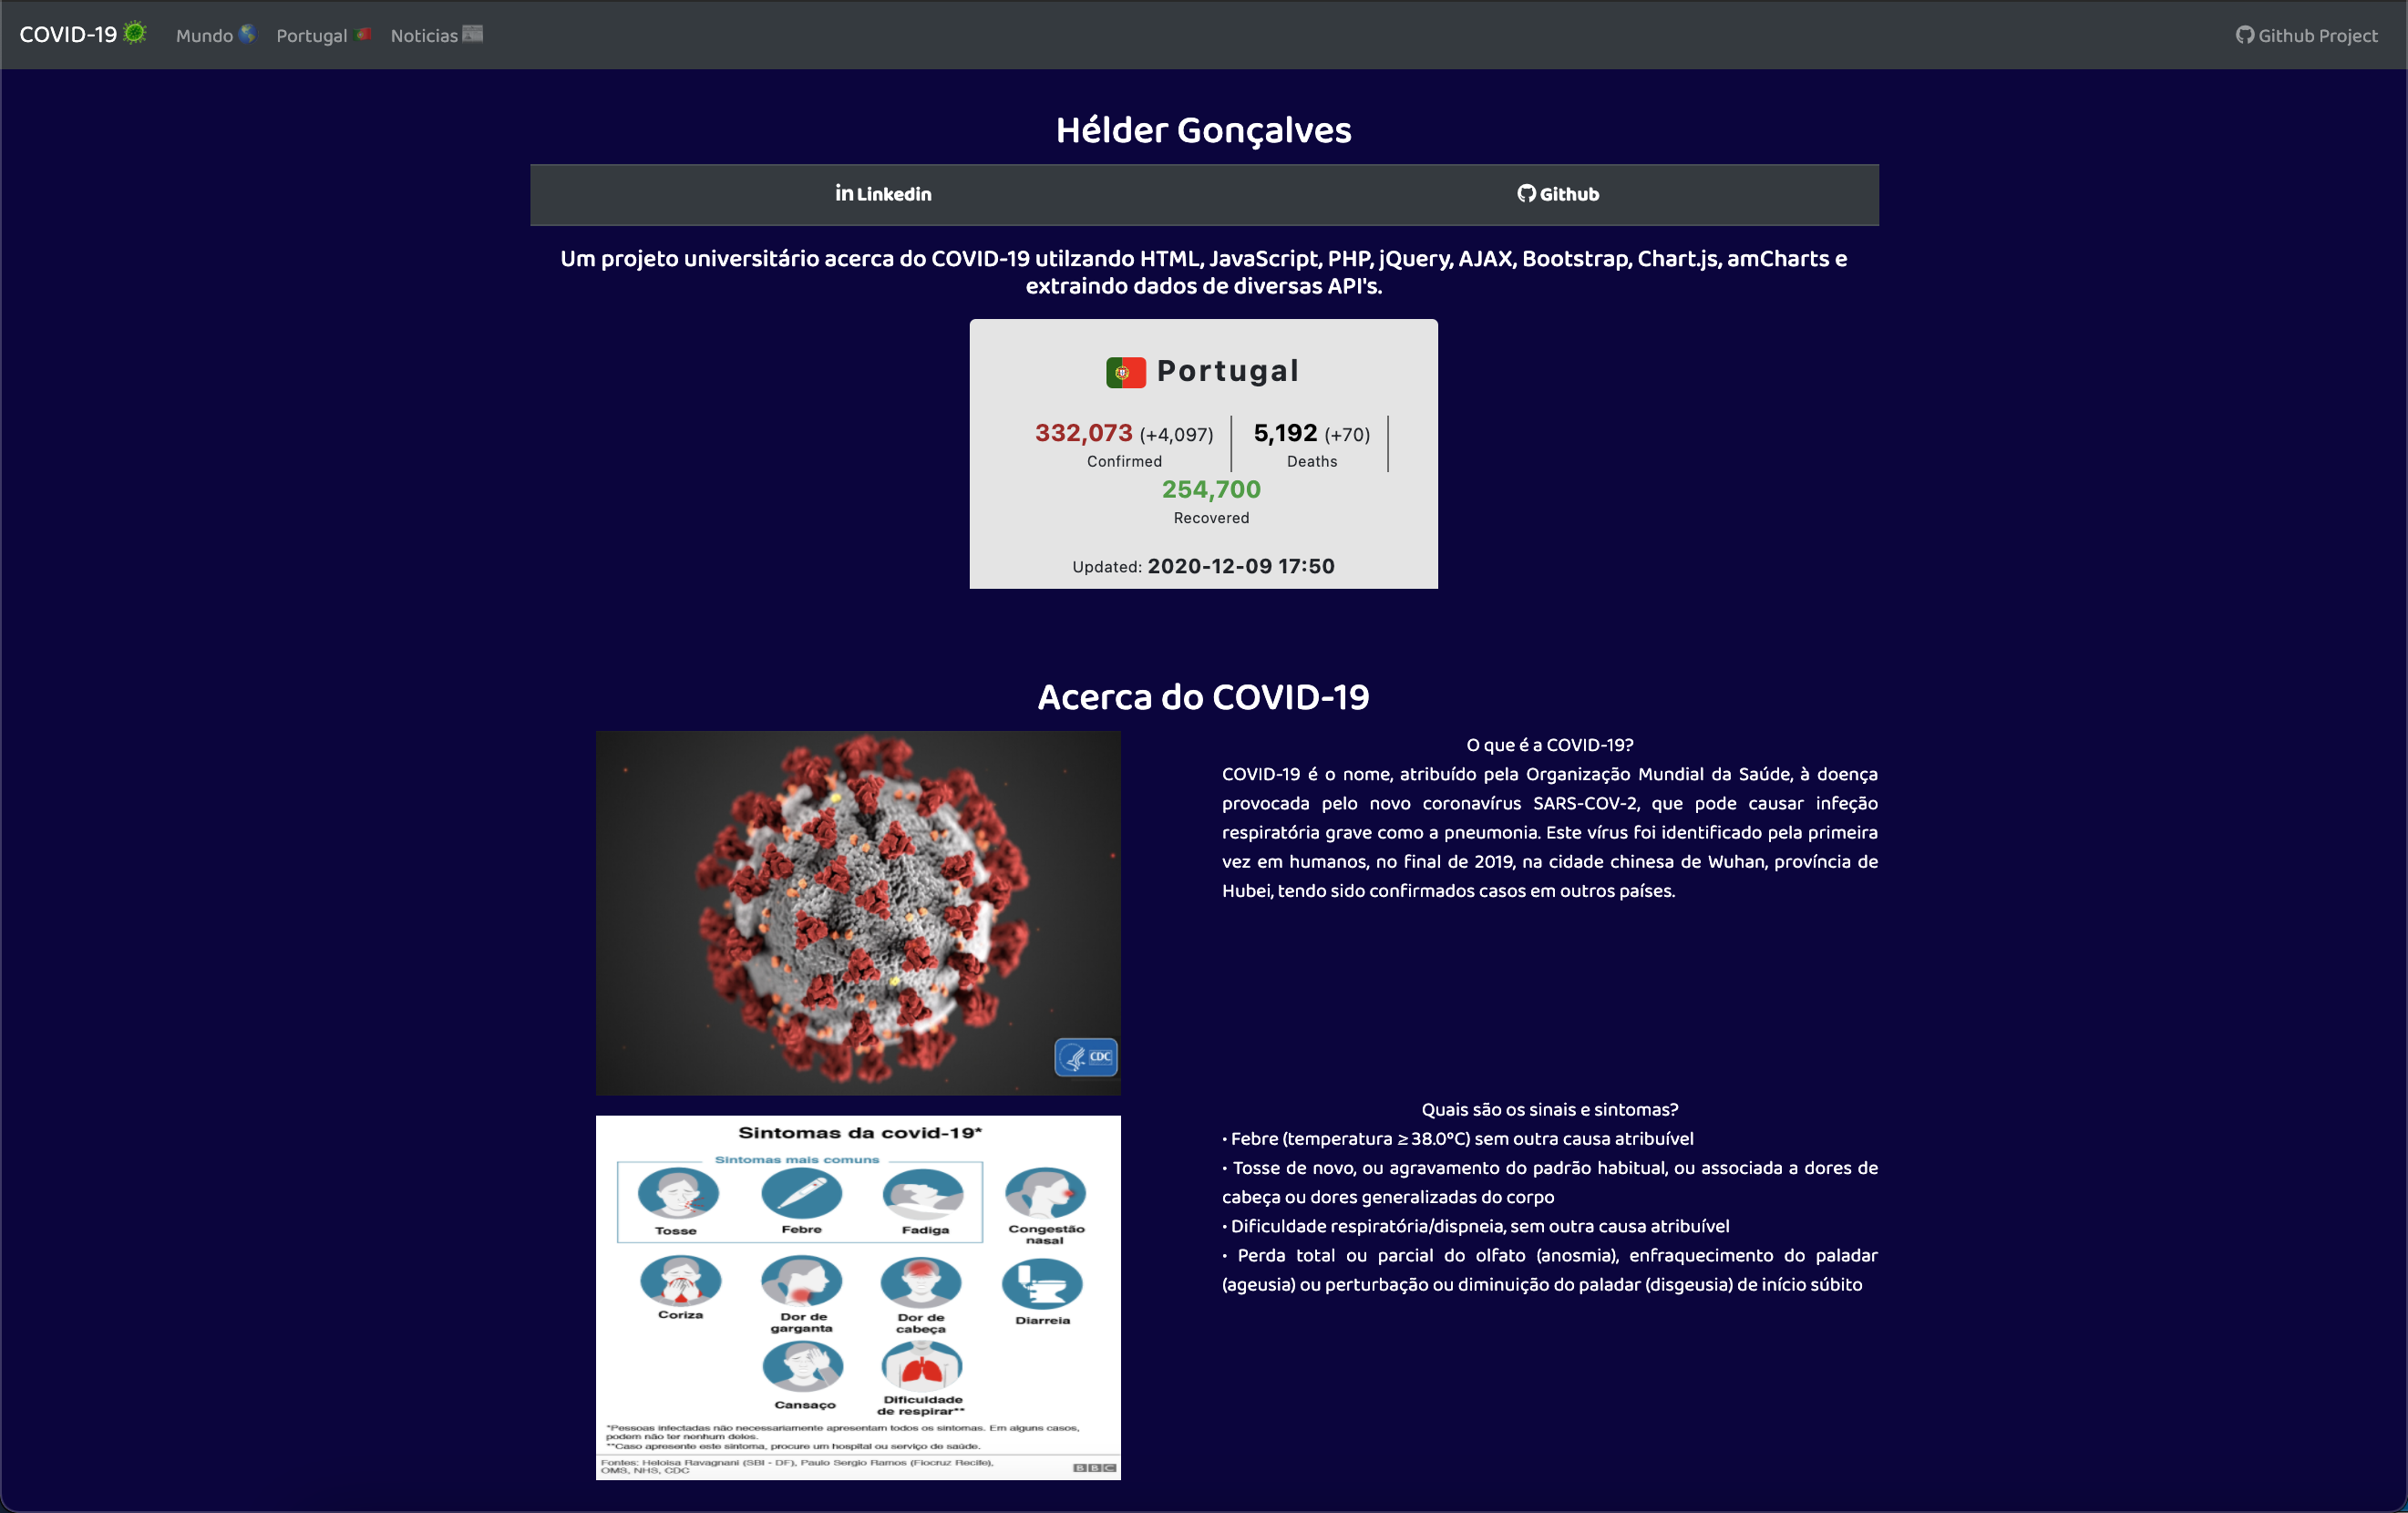 COVID-19
Mundo
Portugal
Noticias
Github Project
Hélder Gonçalves
in Linkedin
Github
Um projeto universitário acerca do COVID-19 utilzando HTML, JavaScript, PHP, jQuery, AJAX, Bootstrap, Chart.js, amCharts e
extraindo dados de diversas API's.
Portugal
332,073 (+4,097)
Confirmed
5,192 (+70)
Deaths
254,700
Recovered
Updated: 2020-12-09 17:50
Acerca do COVID-19
CDC
O que é a COVID-19?
COVID-19 é o nome, atribuído pela Organização Mundial da Saúde, à doença
provocada pelo novo coronavírus SARS-COV-2, que pode causar infeção
respiratória grave como a pneumonia. Este vírus foi identificado pela primeira
vez em humanos, no final de 2019, na cidade chinesa de Wuhan, província de
Hubei, tendo sido confirmados casos em outros países.
Sintomas da covid-19*
Sintomas mais comuns
Tosse
Febre
Fadiga
Congestão
nasal
Coriza
Dor de
garganta
Dor de
cabeça
Diarreia
Cansaço
Dificuldade
de respirar**
*Pessoas infectadas não necessariamente apresentam todos os sintomas. Em alguns casos,
podem não ter nenhum deles.
**Caso apresente este sintoma, procure um hospital ou serviço de saúde.
Fontes: Heloisa Ravagnani (SBI - DF), Paulo Sergio Ramos (Fiocruz Recife),
OMS, NHS, CDC
BBC
Quais são os sinais e sintomas?
• Febre (temperatura ≥ 38.0ºC) sem outra causa atribuível
• Tosse de novo, ou agravamento do padrão habitual, ou associada a dores de
cabeça ou dores generalizadas do corpo
• Dificuldade respiratória/dispneia, sem outra causa atribuível
• Perda total ou parcial do olfato (anosmia), enfraquecimento do paladar
(ageusia) ou perturbação ou diminuição do paladar (disgeusia) de início súbito